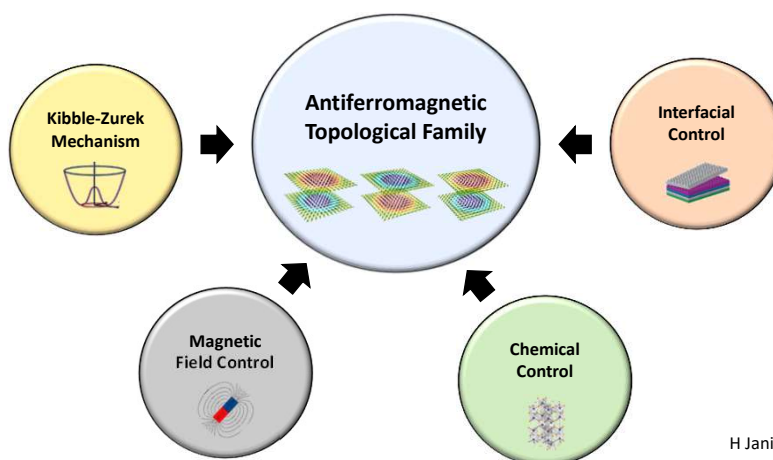 Antiferromagnetic
Topological Family
Kibble-Zurek
Mechanism
Interfacial
Control
Magnetic
Field Control
Chemical
Control
H Jani